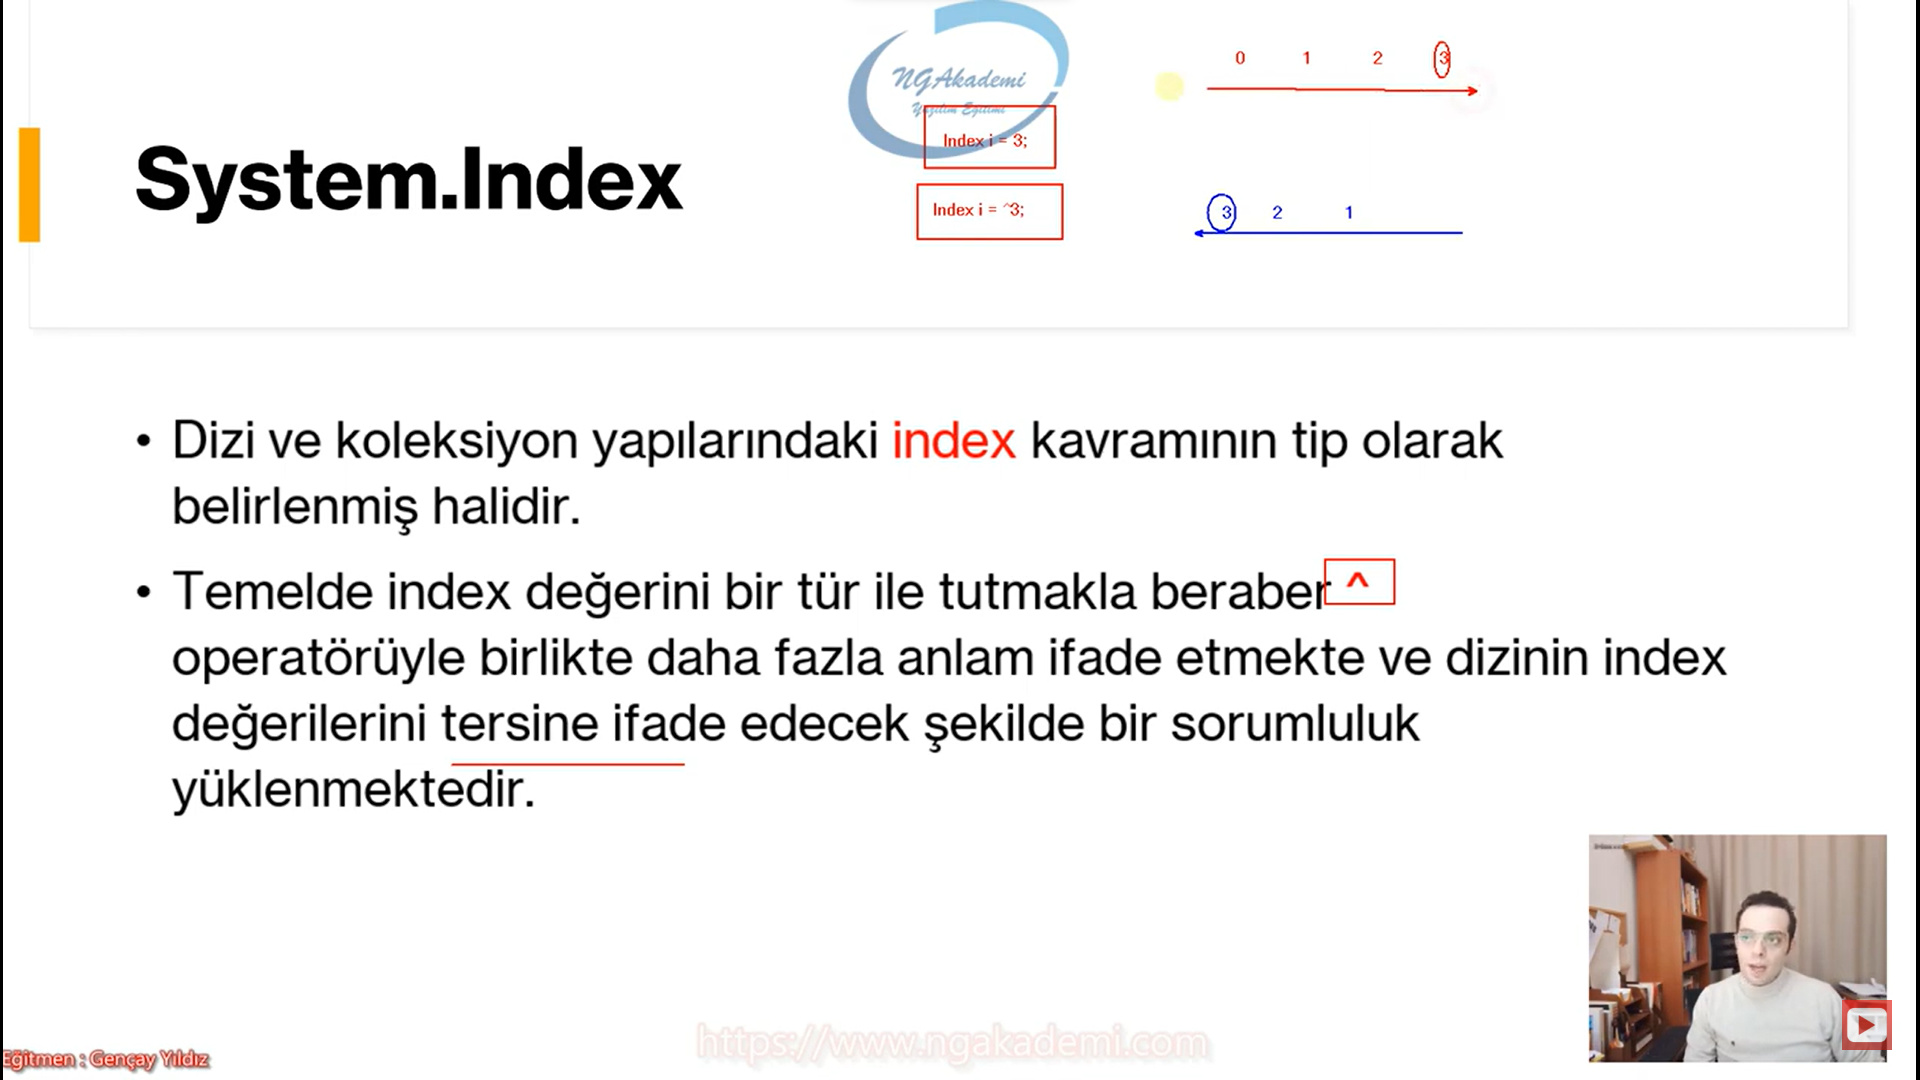 NGAkademi
Yazılım Eğitimi
0 1 2 3
Index i = 3;
System.Index
Index i = ^3;
3 2 1
• Dizi ve koleksiyon yapılarındaki index kavramının tip olarak
belirlenmiş halidir.
• Temelde index değerini bir tür ile tutmakla beraber ^
operatörüyle birlikte daha fazla anlam ifade etmekte ve dizinin index
değerilerini tersine ifade edecek şekilde bir sorumluluk
yüklenmektedir.
https://www.ngakademi.com
Eğitmen : Gençay Yıldız